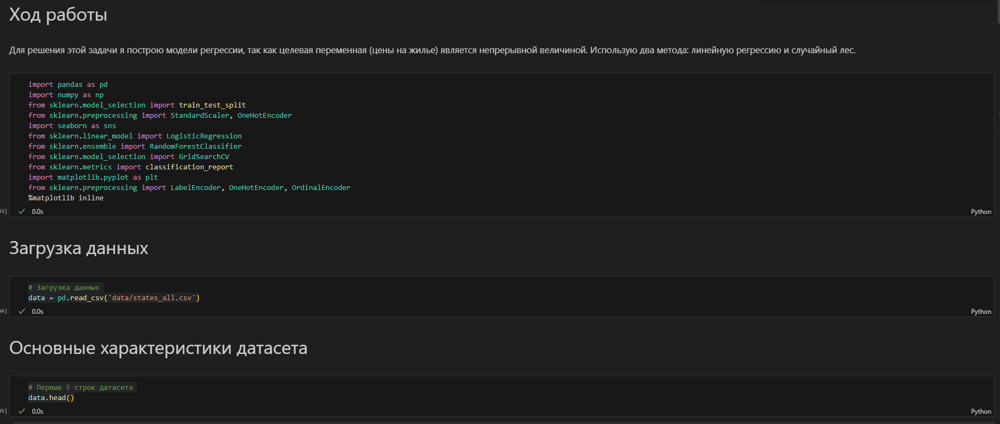 Ход работы
Для решения этой задачи я построю модели регрессии, так как целевая переменная (цены на жилье) является непрерывной величиной. Использую два метода: линейную регрессию и случайный лес.
import pandas as pd
import numpy as np
from sklearn.model_selection import train_test_split
from sklearn.preprocessing import StandardScaler, OneHotEncoder
import seaborn as sns
from sklearn.linear_model import LogisticRegression
from sklearn.ensemble import RandomForestClassifier
from sklearn.model_selection import GridSearchCV
from sklearn.metrics import classification_report
import matplotlib.pyplot as plt
from sklearn.preprocessing import LabelEncoder, OneHotEncoder, OrdinalEncoder
%matplotlib inline
3] ✓ 0.0s Python
Загрузка данных
# Загрузка данных
data = pd.read_csv('data/states_all.csv')
4] ✓ 0.0s Python
Основные характеристики датасета
# Первые 5 строк датасета
data.head()
5] ✓ 0.0s Python